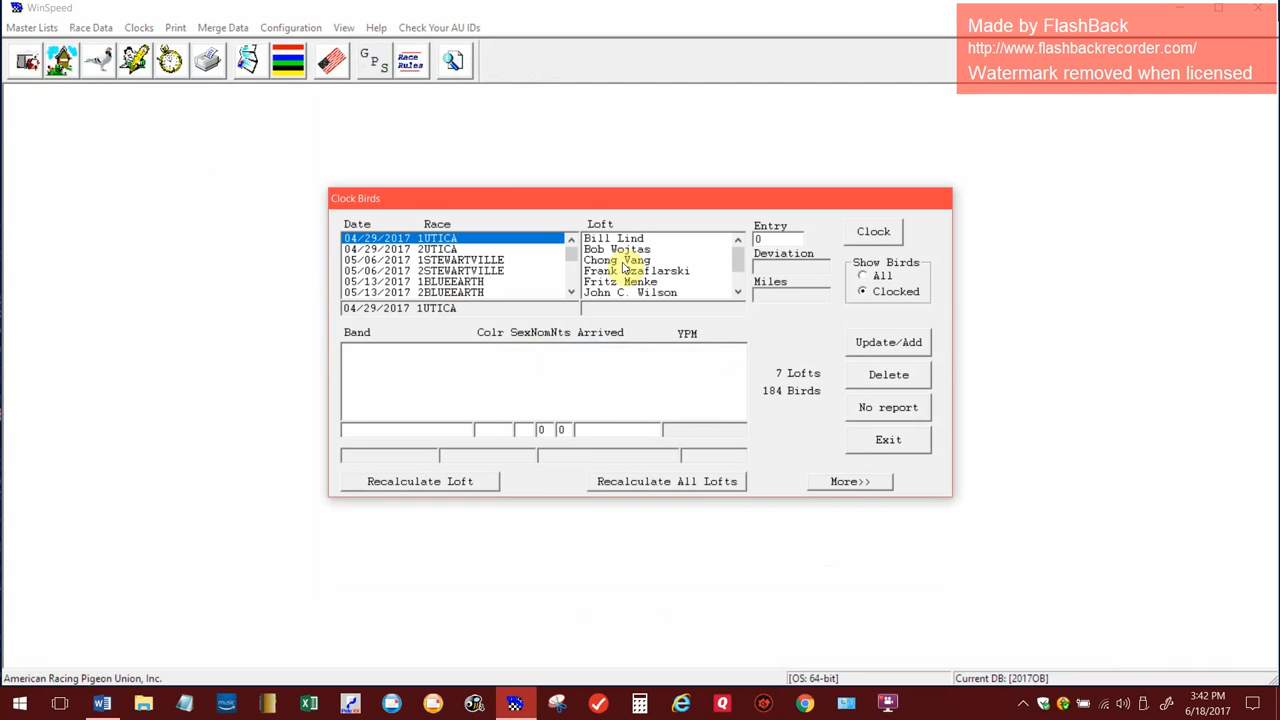 WinSpeed
Made by FlashBack
http://www.flashbackrecorder.com/
Watermark removed when licensed
Master Lists Race Data Clocks Print Merge Data Configuration View Help Check Your AU IDs
GPS Race Rules
Clock Birds
Date Race Loft Entry
04/29/2017 1UTICA Bill Lind 0 Clock
04/29/2017 2UTICA Bob Wojtas Deviation
05/06/2017 1STEWARTVILLE Chong Vang Show Birds
05/06/2017 2STEWARTVILLE Frank Szaflarski All
05/13/2017 1BLUEEARTH Fritz Menke Miles
05/13/2017 2BLUEEARTH John C. Wilson Clocked
04/29/2017 1UTICA
Band Colr Sex Nom Nts Arrived YPM
Update/Add
7 Lofts Delete
184 Birds
No report
0 0
Exit
Recalculate Loft Recalculate All Lofts More>>
American Racing Pigeon Union, Inc. [OS: 64-bit] Current DB: [2017OB]
music
3:42 PM
6/18/2017